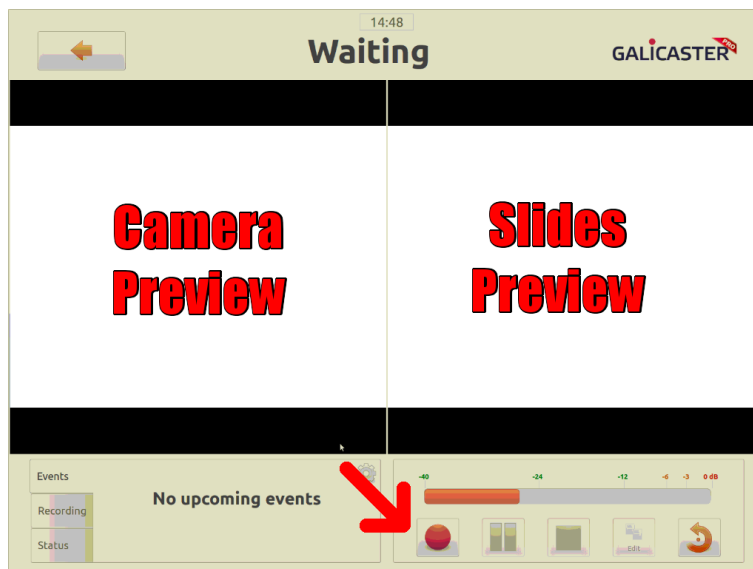 14:48
Waiting
GALICASTER PRO
Camera
Preview
Slides
Preview
Events
Recording
Status
No upcoming events
-40 -24 -12 -6 -3 0 dB
Edit